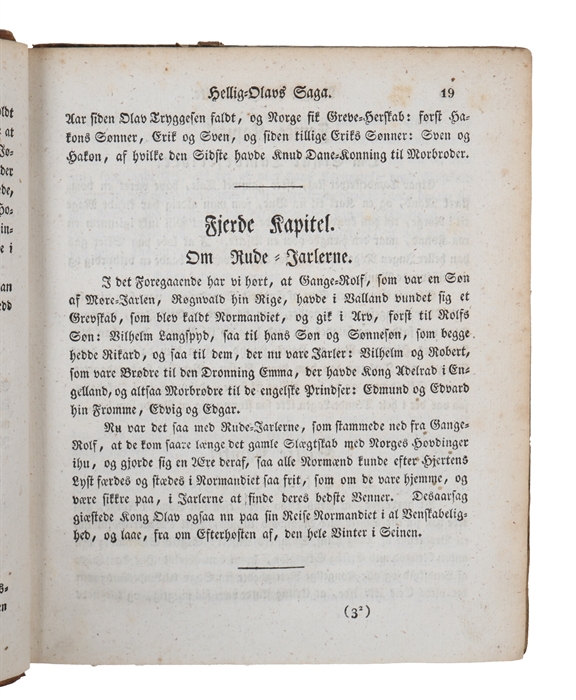 Hellig-Olavs Saga. 19
Aar siden Olav Tryggesen faldt, og Norge fik Greve-Herskab: først Ha-
kons Sønner, Erik og Sven, og siden tillige Eriks Sønner: Sven og
Hakon, af hvilke den Sidste havde Knud Dane-Konning til Morbroder.
Fjerde Kapitel.
Om Rude-Jarlerne.
I det Foregaaende har vi hørt, at Gange-Rolf, som var en Søn
af Møre-Jarlen, Røgnvald hin Rige, havde i Valland vundet sig et
Grevskab, som blev kaldt Normandiet, og gik i Arv, først til Rolfs
Søn: Vilhelm Langspyd, saa til hans Søn og Sønnesøn, som begge
hedde Rikard, og saa til dem, der nu vare Jarler: Vilhelm og Robert,
som vare Brødre til den Dronning Emma, der havde Kong Adelrad i En-
gelland, og altsaa Morbrødre til de engelske Prindser: Edmund og Edvard
hin Fromme, Edvig og Edgar.
Nu var det saa med Rude-Jarlerne, som stammede ned fra Gange-
Rolf, at de kom saare længe det gamle Slægtskab med Norges Høvdinger
ihu, og gjorde sig en Ære deraf, saa alle Normænd kunde efter Hjertens
Lyst færdes og stædes i Normandiet saa frit, som om de vare hjemme, og
være sikkre paa, i Jarlerne at finde deres bedste Venner. Desaarsag
giæstede Kong Olav ogsaa nu paa sin Reise Normandiet i al Venskabelig-
hed, og laae, fra om Efterhøsten af, den hele Vinter i Seinen.
(3²)